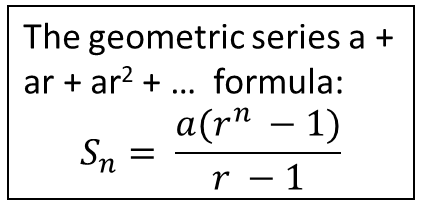 The geometric series a +
ar + ar² + ... formula:
Sₙ = a(rⁿ − 1) / r − 1